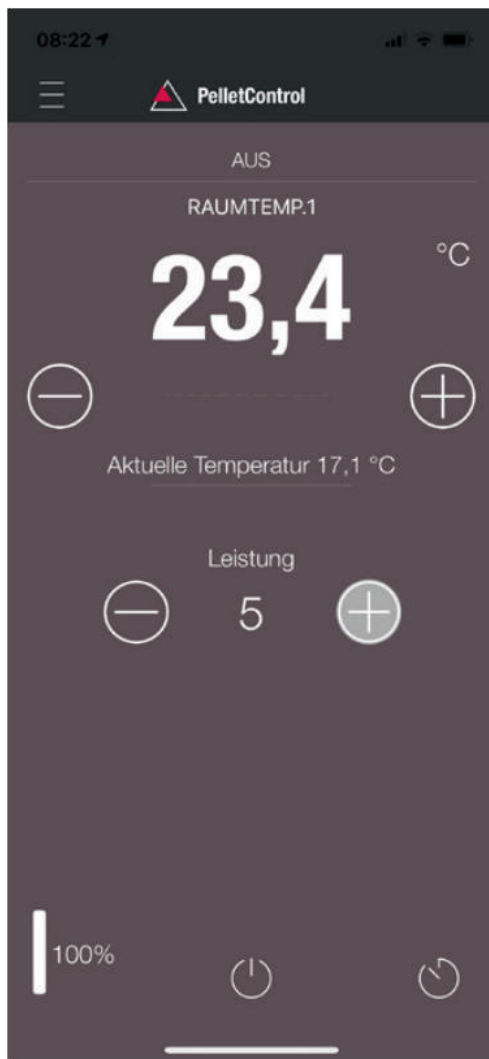 08:22
PelletControl
AUS
RAUMTEMP.1
23,4 °C
Aktuelle Temperatur 17,1 °C
Leistung
5
100%